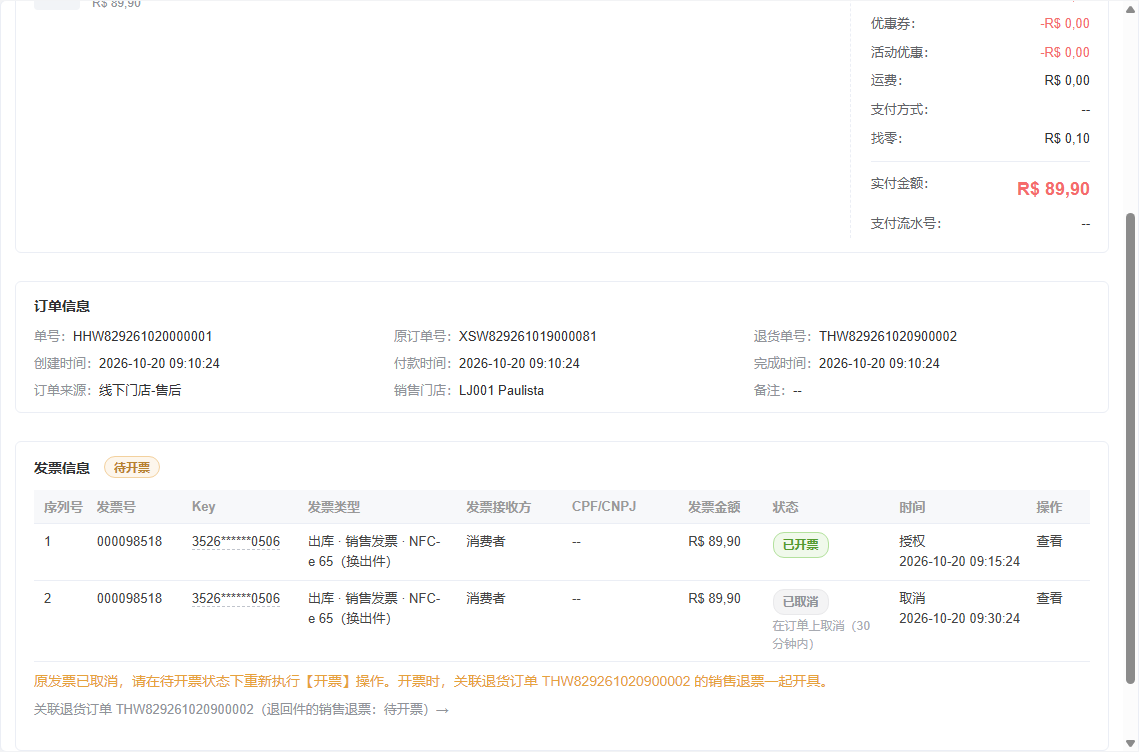 R$ 89,90
优惠券： -R$ 0,00
活动优惠： -R$ 0,00
运费： R$ 0,00
支付方式： --
找零： R$ 0,10
实付金额： R$ 89,90
支付流水号： --
订单信息
单号：HHW829261020000001 原订单号：XSW829261019000081 退货单号：THW829261020900002
创建时间：2026-10-20 09:10:24 付款时间：2026-10-20 09:10:24 完成时间：2026-10-20 09:10:24
订单来源：线下门店-售后 销售门店：LJ001 Paulista 备注：--
发票信息 待开票
序列号 发票号 Key 发票类型 发票接收方 CPF/CNPJ 发票金额 状态 时间 操作
1 000098518 3526******0506 出库 · 销售发票 · NFC- 消费者 -- R$ 89,90 已开票 授权 查看
e 65（换出件） 2026-10-20 09:15:24
2 000098518 3526******0506 出库 · 销售发票 · NFC- 消费者 -- R$ 89,90 已取消 取消 查看
e 65（换出件） 2026-10-20 09:30:24
在订单上取消（30
分钟内）
原发票已取消，请在待开票状态下重新执行【开票】操作。开票时，关联退货订单 THW829261020900002 的销售退票一起开具。
关联退货订单 THW829261020900002（退回件的销售退票：待开票）→